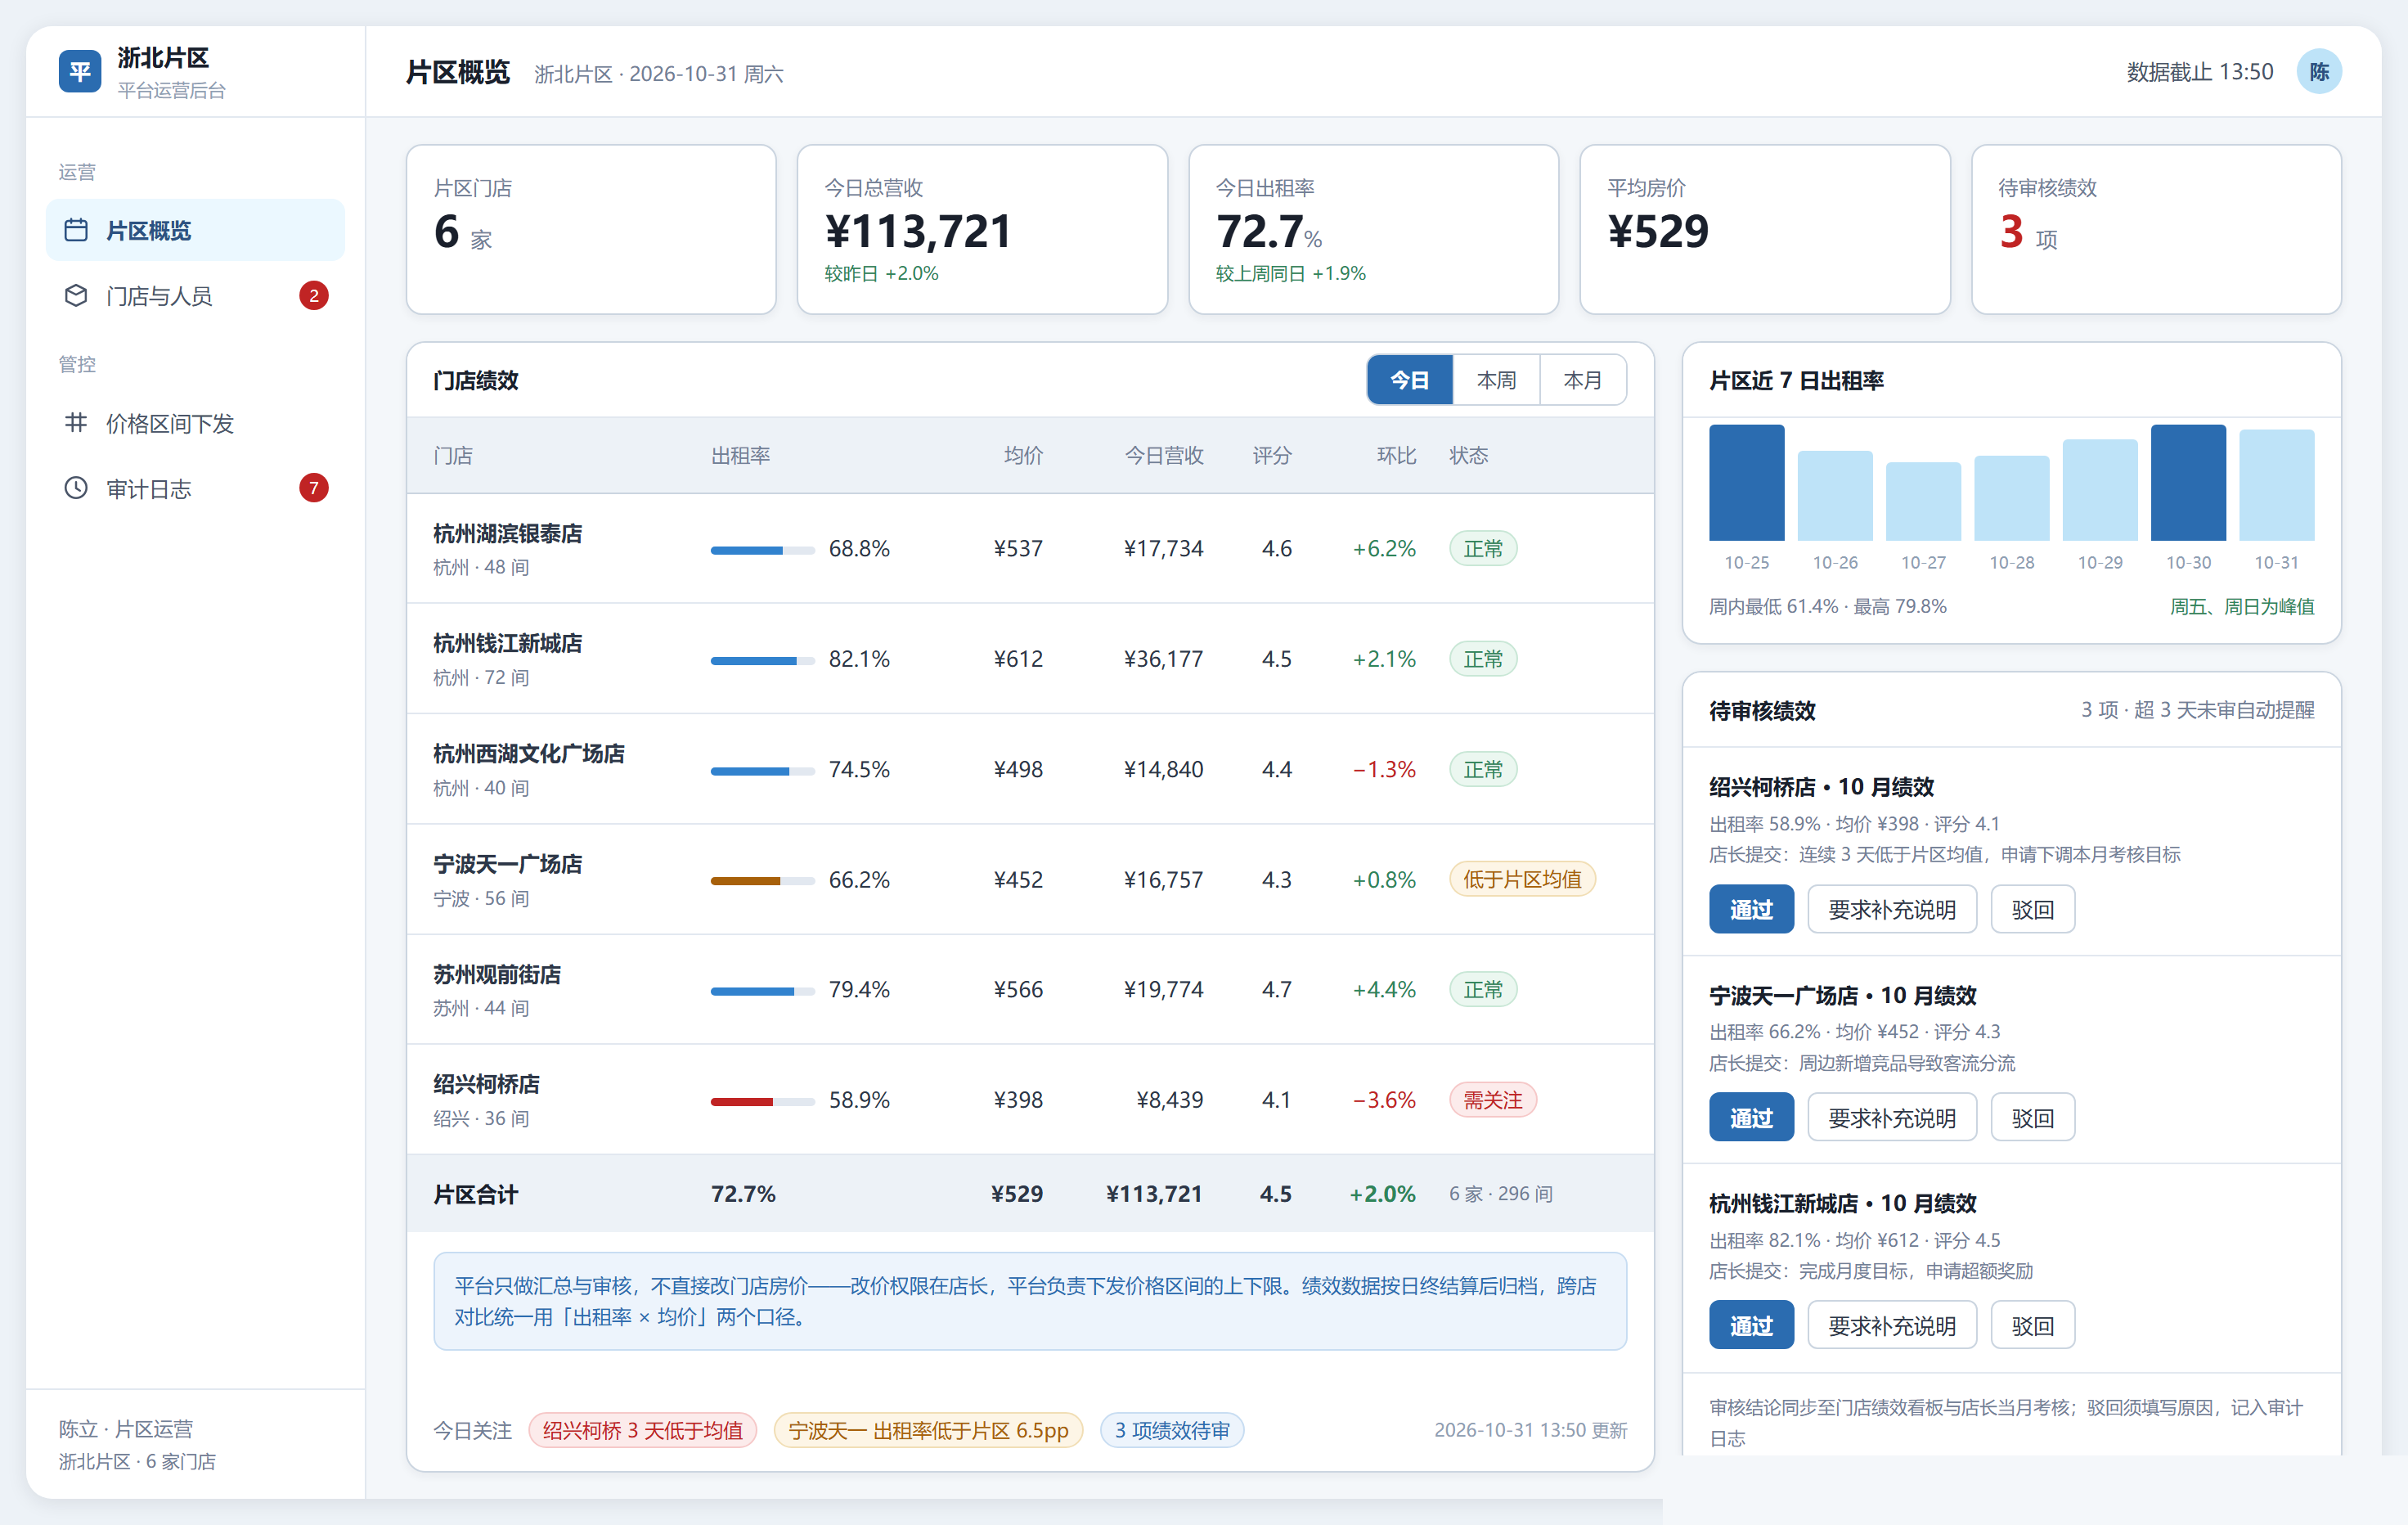 平
浙北片区
平台运营后台
片区概览
浙北片区 · 2026-10-31 周六
数据截止 13:50
陈
运营
片区概览
门店与人员
2
管控
价格区间下发
审计日志
7
陈立 · 片区运营
浙北片区 · 6 家门店
片区门店
6 家
今日总营收
¥113,721
较昨日 +2.0%
今日出租率
72.7%
较上周同日 +1.9%
平均房价
¥529
待审核绩效
3 项
门店绩效
今日 本周 本月
门店 出租率 均价 今日营收 评分 环比 状态
杭州湖滨银泰店
杭州 · 48 间
68.8% ¥537 ¥17,734 4.6 +6.2% 正常
杭州钱江新城店
杭州 · 72 间
82.1% ¥612 ¥36,177 4.5 +2.1% 正常
杭州西湖文化广场店
杭州 · 40 间
74.5% ¥498 ¥14,840 4.4 −1.3% 正常
宁波天一广场店
宁波 · 56 间
66.2% ¥452 ¥16,757 4.3 +0.8% 低于片区均值
苏州观前街店
苏州 · 44 间
79.4% ¥566 ¥19,774 4.7 +4.4% 正常
绍兴柯桥店
绍兴 · 36 间
58.9% ¥398 ¥8,439 4.1 −3.6% 需关注
片区合计 72.7% ¥529 ¥113,721 4.5 +2.0% 6 家 · 296 间
平台只做汇总与审核，不直接改门店房价——改价权限在店长，平台负责下发价格区间的上下限。绩效数据按日终结算后归档，跨店
对比统一用「出租率 × 均价」两个口径。
今日关注 绍兴柯桥 3 天低于均值 宁波天一 出租率低于片区 6.5pp 3 项绩效待审 2026-10-31 13:50 更新
片区近 7 日出租率
10-25 10-26 10-27 10-28 10-29 10-30 10-31
周内最低 61.4% · 最高 79.8% 周五、周日为峰值
待审核绩效 3 项 · 超 3 天未审自动提醒
绍兴柯桥店 • 10 月绩效
出租率 58.9% · 均价 ¥398 · 评分 4.1
店长提交：连续 3 天低于片区均值，申请下调本月考核目标
通过 要求补充说明 驳回
宁波天一广场店 • 10 月绩效
出租率 66.2% · 均价 ¥452 · 评分 4.3
店长提交：周边新增竞品导致客流分流
通过 要求补充说明 驳回
杭州钱江新城店 • 10 月绩效
出租率 82.1% · 均价 ¥612 · 评分 4.5
店长提交：完成月度目标，申请超额奖励
通过 要求补充说明 驳回
审核结论同步至门店绩效看板与店长当月考核；驳回须填写原因，记入审计
日志